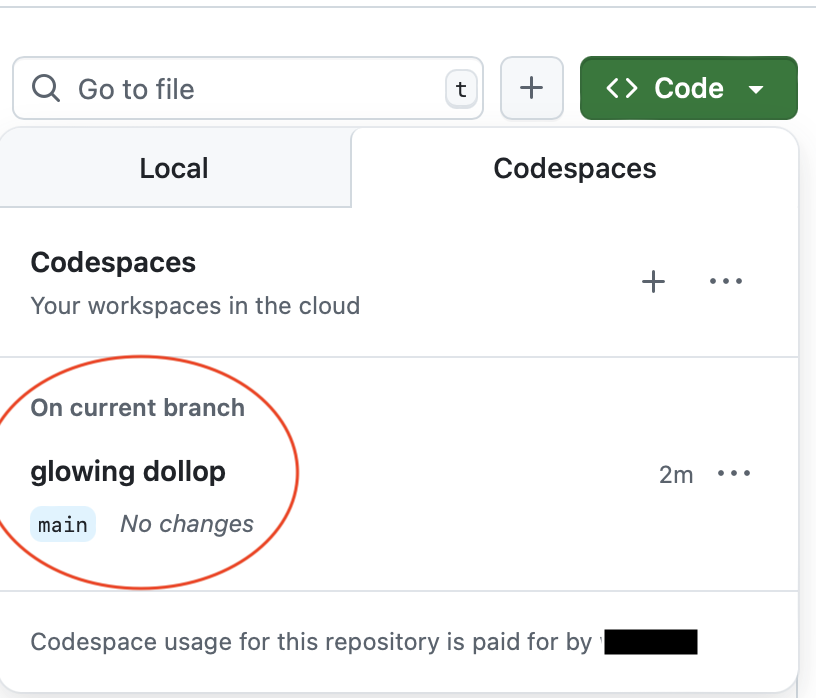 Go to file
t
Code
Local
Codespaces
Codespaces
Your workspaces in the cloud
On current branch
glowing dollop
2m
main
No changes
Codespace usage for this repository is paid for by